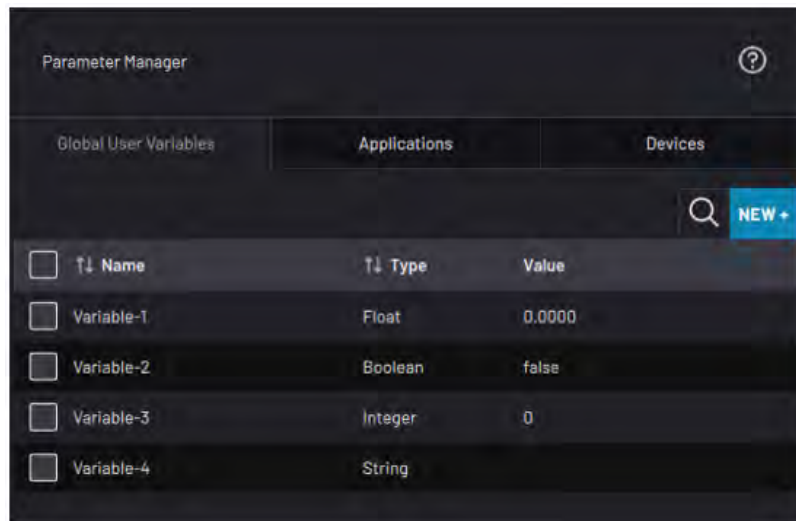 Parameter Manager
Global User Variables Applications Devices
NEW +
Name Type Value
Variable-1 Float 0.0000
Variable-2 Boolean false
Variable-3 Integer 0
Variable-4 String